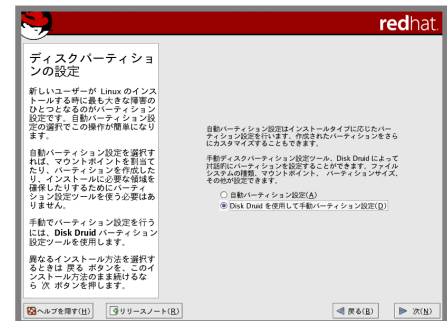 redhat.
ディスクパーティショ
ンの設定
新しいユーザーが Linux のインス
トールする時に最も大きな障害の
ひとつとなるのがパーティション
設定です。自動パーティション設
定の選択でこの操作が簡単になり
ます。
自動パーティション設定を選択す
れば、マウントポイントを割当て
たり、パーティションを作成した
り、インストールに必要な領域を
確保したりするためにパーティ
ション設定ツールを使う必要はあ
りません。
手動でパーティション設定を行う
には、Disk Druid パーティション
設定ツールを使用します。
異なるインストール方法を選択す
るときは 戻る ボタンを、このイ
ンストール方法のまま続けるな
ら 次 ボタンを押します。
自動パーティション設定はインストールタイプに応じたパー
ティション設定を行います。作成されたパーティションをさら
にカスタマイズすることもできます。
手動ディスクパーティション設定ツール、Disk Druid によって
対話的にパーティションを設定することができます。ファイル
システムの種類、マウントポイント、 パーティションサイズ、
その他が設定できます。
自動パーティション設定(A)
Disk Druid を使用して手動パーティション設定(D)
ヘルプを隠す(H)
リリースノート(R)
戻る(B)
次(N)